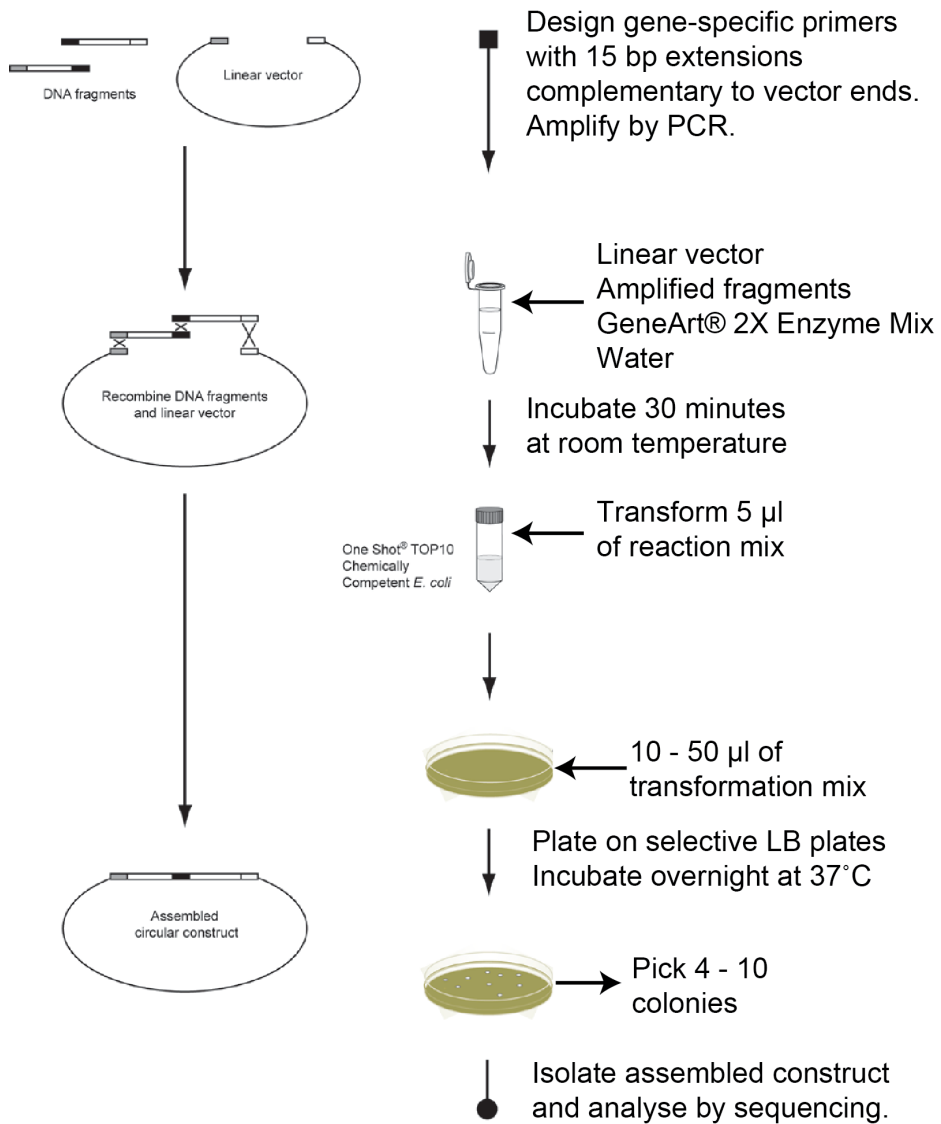 DNA fragments
Linear vector
Design gene-specific primers
with 15 bp extensions
complementary to vector ends.
Amplify by PCR.
Linear vector
Amplified fragments
GeneArt® 2X Enzyme Mix
Water
Recombine DNA fragments
and linear vector
Incubate 30 minutes
at room temperature
One Shot® TOP10
Chemically
Competent E. coli
Transform 5 µl
of reaction mix
10 - 50 µl of
transformation mix
Plate on selective LB plates
Incubate overnight at 37˚C
Assembled
circular construct
Pick 4 - 10
colonies
Isolate assembled construct
and analyse by sequencing.